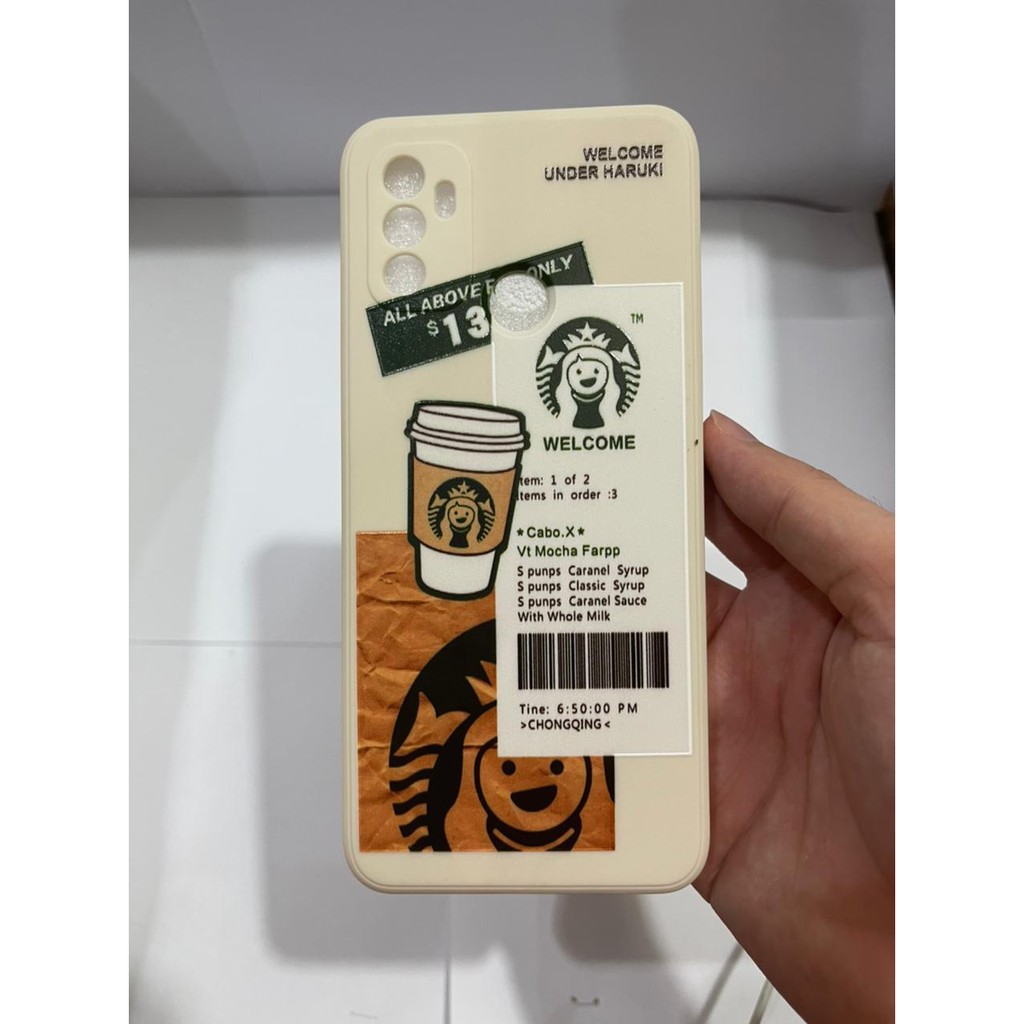 WELCOME
UNDER HARUKI
ALL ABOVE ONLY
$13
TM
WELCOME
tem: 1 of 2
Items in order :3
*Cabo.X*
Vt Mocha Farpp
S punps Caranel Syrup
S punps Classic Syrup
S punps Caranel Sauce
With Whole Milk
Tine: 6:50:00 PM
>CHONGQING<